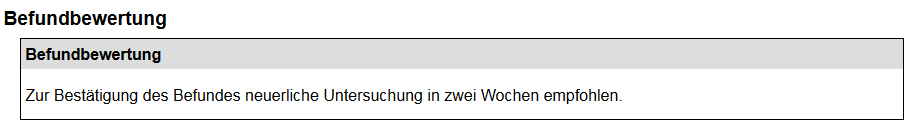 Befundbewertung
Befundbewertung
Zur Bestätigung des Befundes neuerliche Untersuchung in zwei Wochen empfohlen.